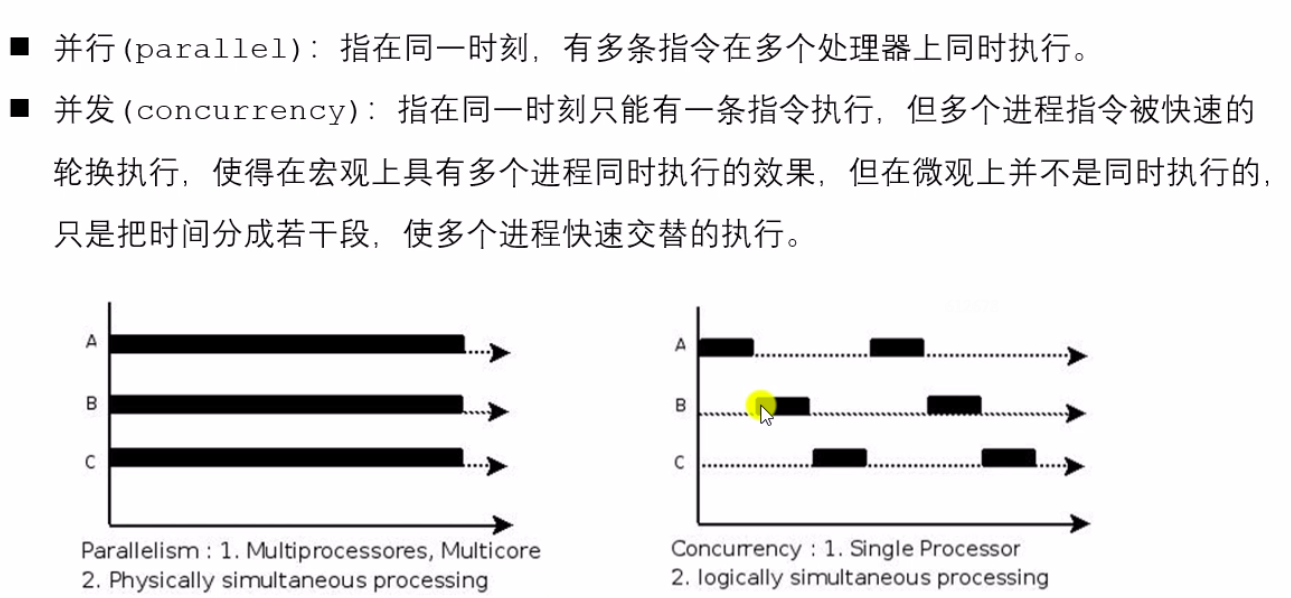 ■ 并行(parallel)：指在同一时刻，有多条指令在多个处理器上同时执行。
■ 并发(concurrency)：指在同一时刻只能有一条指令执行，但多个进程指令被快速的
轮换执行，使得在宏观上具有多个进程同时执行的效果，但在微观上并不是同时执行的，
只是把时间分成若干段，使多个进程快速交替的执行。
A
B
C
Parallelism : 1. Multiprocessores, Multicore
2. Physically simultaneous processing
A
B
C
Concurrency : 1. Single Processor
2. logically simultaneous processing